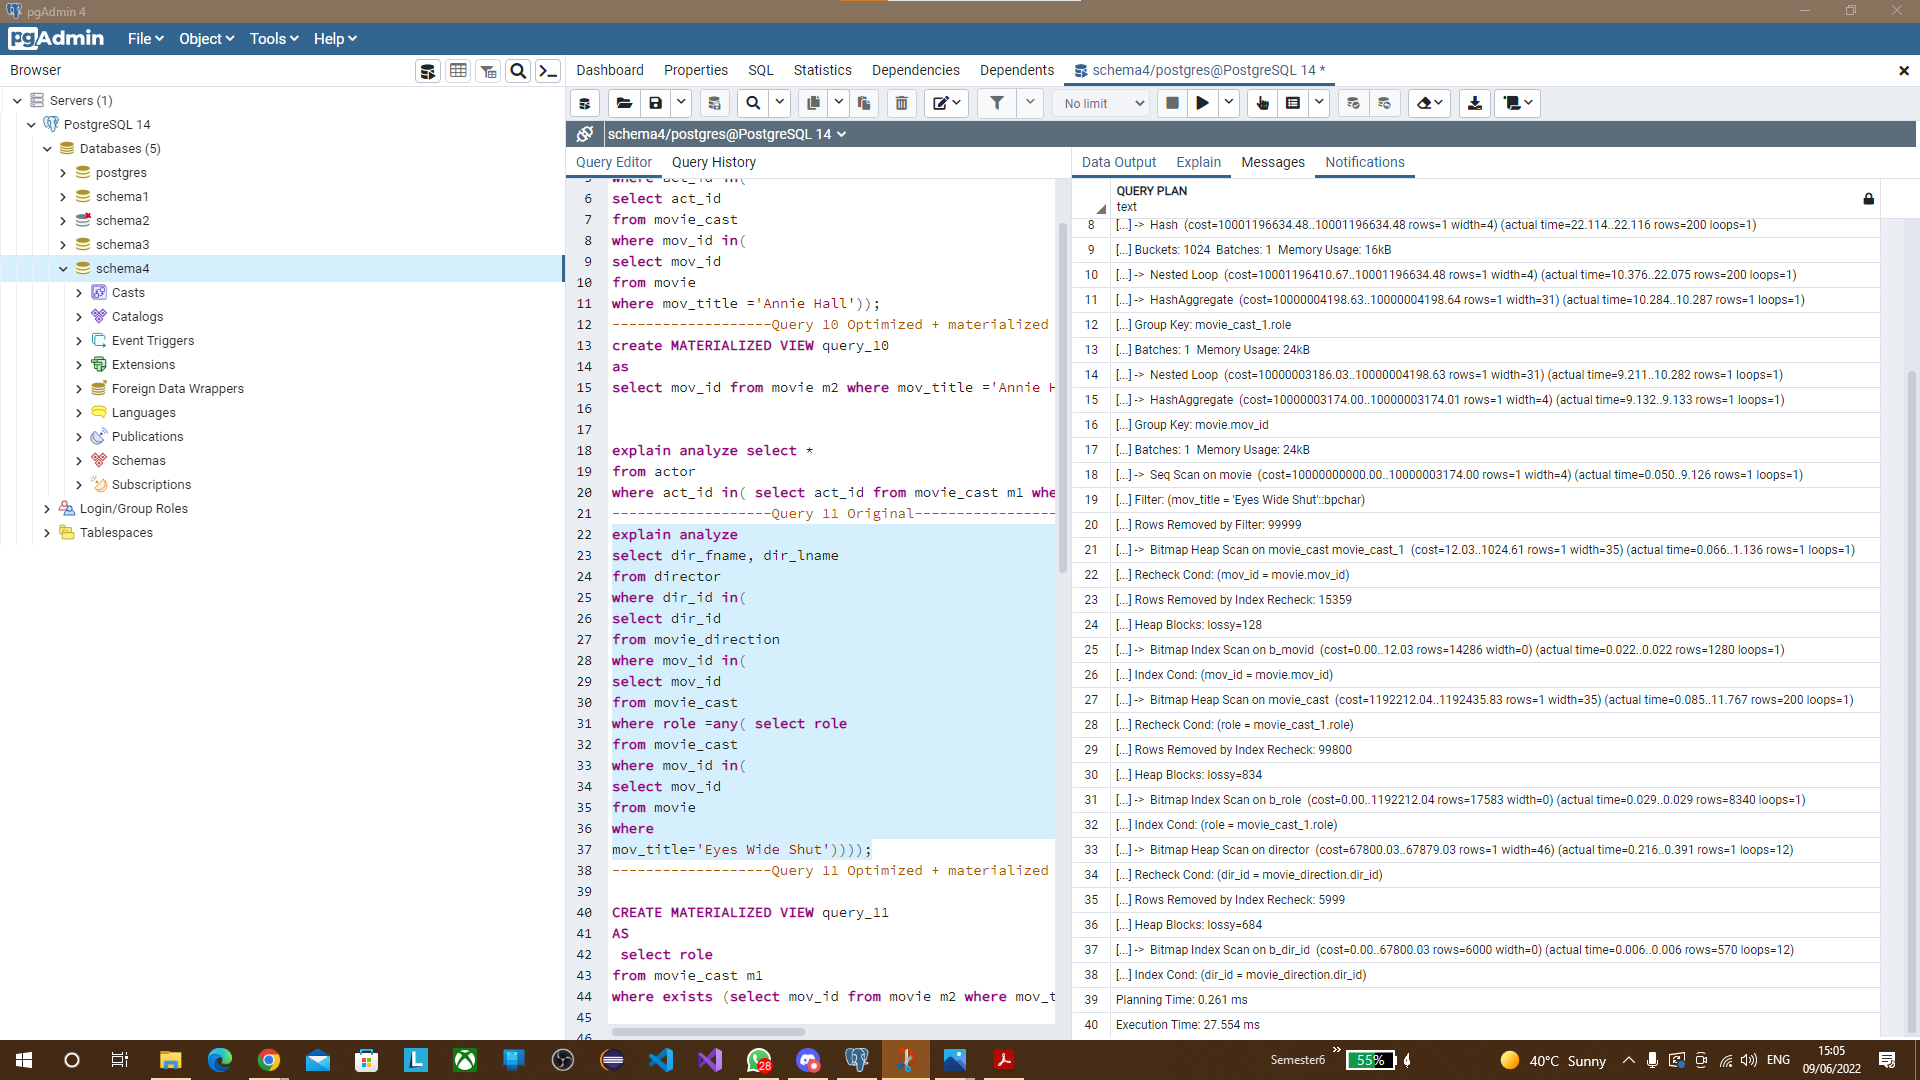 pgAdmin 4
pgAdmin
File
Object
Tools
Help
Browser
Dashboard
Properties
SQL
Statistics
Dependencies
Dependents
schema4/postgres@PostgreSQL 14 *
No limit
schema4/postgres@PostgreSQL 14
Servers (1)
PostgreSQL 14
Databases (5)
postgres
schema1
schema2
schema3
schema4
Casts
Catalogs
Event Triggers
Extensions
Foreign Data Wrappers
Languages
Publications
Schemas
Subscriptions
Login/Group Roles
Tablespaces
Query Editor
Query History
5 where act_id in(
6 select act_id
7 from movie_cast
8 where mov_id in(
9 select mov_id
10 from movie
11 where mov_title ='Annie Hall'));
12 -------------------Query 10 Optimized + materialized
13 create MATERIALIZED VIEW query_10
14 as
15 select mov_id from movie m2 where mov_title ='Annie H
16
17
18 explain analyze select *
19 from actor
20 where act_id in( select act_id from movie_cast m1 whe
21 -------------------Query 11 Original-----------------
22 explain analyze
23 select dir_fname, dir_lname
24 from director
25 where dir_id in(
26 select dir_id
27 from movie_direction
28 where mov_id in(
29 select mov_id
30 from movie_cast
31 where role =any( select role
32 from movie_cast
33 where mov_id in(
34 select mov_id
35 from movie
36 where
37 mov_title='Eyes Wide Shut'))));
38 -------------------Query 11 Optimized + materialized
39
40 CREATE MATERIALIZED VIEW query_11
41 AS
42 select role
43 from movie_cast m1
44 where exists (select mov_id from movie m2 where mov_t
45
46
Data Output
Explain
Messages
Notifications
QUERY PLAN
text
8 [...] -> Hash (cost=10001196634.48..10001196634.48 rows=1 width=4) (actual time=22.114..22.116 rows=200 loops=1)
9 [...] Buckets: 1024 Batches: 1 Memory Usage: 16kB
10 [...] -> Nested Loop (cost=10001196410.67..10001196634.48 rows=1 width=4) (actual time=10.376..22.075 rows=200 loops=1)
11 [...] -> HashAggregate (cost=10000004198.63..10000004198.64 rows=1 width=31) (actual time=10.284..10.287 rows=1 loops=1)
12 [...] Group Key: movie_cast_1.role
13 [...] Batches: 1 Memory Usage: 24kB
14 [...] -> Nested Loop (cost=10000003186.03..10000004198.63 rows=1 width=31) (actual time=9.211..10.282 rows=1 loops=1)
15 [...] -> HashAggregate (cost=10000003174.00..10000003174.01 rows=1 width=4) (actual time=9.132..9.133 rows=1 loops=1)
16 [...] Group Key: movie.mov_id
17 [...] Batches: 1 Memory Usage: 24kB
18 [...] -> Seq Scan on movie (cost=10000000000.00..10000003174.00 rows=1 width=4) (actual time=0.050..9.126 rows=1 loops=1)
19 [...] Filter: (mov_title = 'Eyes Wide Shut'::bpchar)
20 [...] Rows Removed by Filter: 99999
21 [...] -> Bitmap Heap Scan on movie_cast movie_cast_1 (cost=12.03..1024.61 rows=1 width=35) (actual time=0.066..1.136 rows=1 loops=1)
22 [...] Recheck Cond: (mov_id = movie.mov_id)
23 [...] Rows Removed by Index Recheck: 15359
24 [...] Heap Blocks: lossy=128
25 [...] -> Bitmap Index Scan on b_movid (cost=0.00..12.03 rows=14286 width=0) (actual time=0.022..0.022 rows=1280 loops=1)
26 [...] Index Cond: (mov_id = movie.mov_id)
27 [...] -> Bitmap Heap Scan on movie_cast (cost=1192212.04..1192435.83 rows=1 width=35) (actual time=0.085..11.767 rows=200 loops=1)
28 [...] Recheck Cond: (role = movie_cast_1.role)
29 [...] Rows Removed by Index Recheck: 99800
30 [...] Heap Blocks: lossy=834
31 [...] -> Bitmap Index Scan on b_role (cost=0.00..1192212.04 rows=17583 width=0) (actual time=0.029..0.029 rows=8340 loops=1)
32 [...] Index Cond: (role = movie_cast_1.role)
33 [...] -> Bitmap Heap Scan on director (cost=67800.03..67879.03 rows=1 width=46) (actual time=0.216..0.391 rows=1 loops=12)
34 [...] Recheck Cond: (dir_id = movie_direction.dir_id)
35 [...] Rows Removed by Index Recheck: 5999
36 [...] Heap Blocks: lossy=684
37 [...] -> Bitmap Index Scan on b_dir_id (cost=0.00..67800.03 rows=6000 width=0) (actual time=0.006..0.006 rows=570 loops=12)
38 [...] Index Cond: (dir_id = movie_direction.dir_id)
39 Planning Time: 0.261 ms
40 Execution Time: 27.554 ms
28
Semester6
55%
40°C Sunny
ENG
15:05
09/06/2022